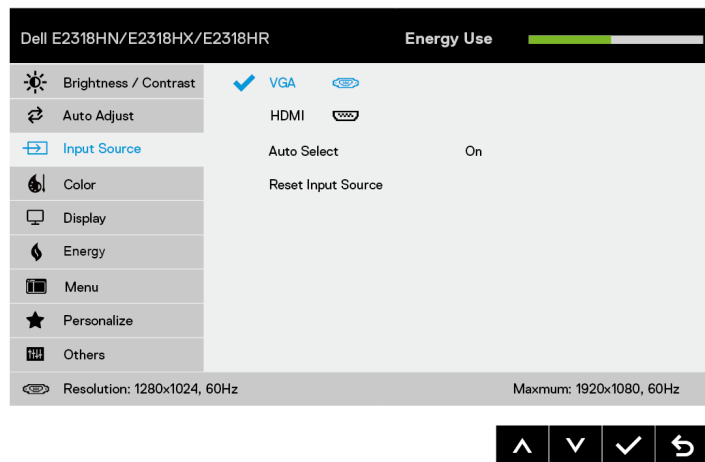 Dell E2318HN/E2318HX/E2318HR Energy Use
Brightness / Contrast VGA
Auto Adjust HDMI
Input Source Auto Select On
Color Reset Input Source
Display
Energy
Menu
Personalize
Others
Resolution: 1280x1024, 60Hz Maxmum: 1920x1080, 60Hz